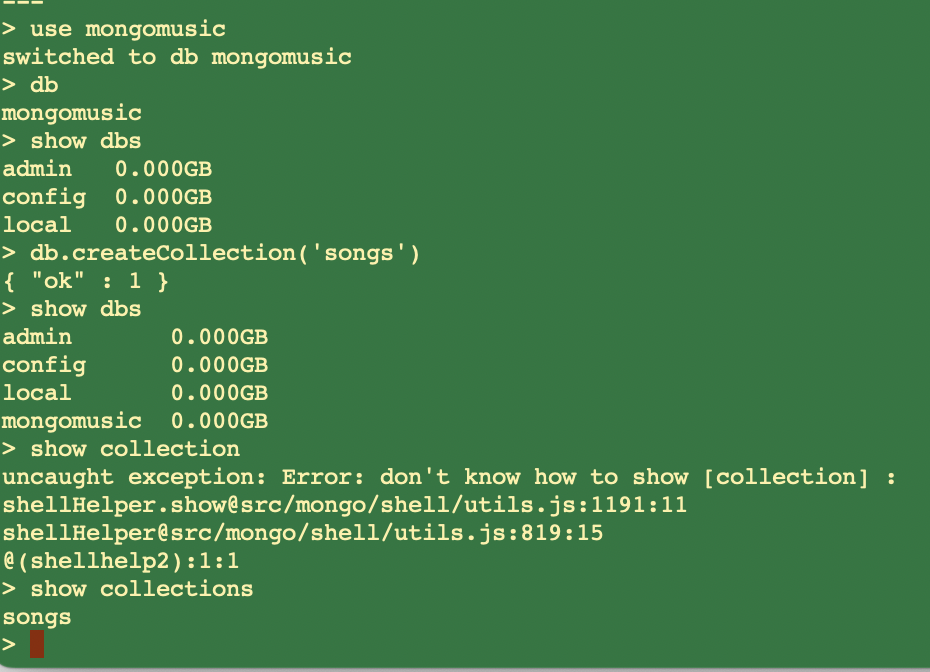 ===
> use mongomusic
switched to db mongomusic
> db
mongomusic
> show dbs
admin   0.000GB
config  0.000GB
local   0.000GB
> db.createCollection('songs')
{ "ok" : 1 }
> show dbs
admin       0.000GB
config      0.000GB
local       0.000GB
mongomusic  0.000GB
> show collection
uncaught exception: Error: don't know how to show [collection] :
shellHelper.show@src/mongo/shell/utils.js:1191:11
shellHelper@src/mongo/shell/utils.js:819:15
@(shellhelp2):1:1
> show collections
songs
>